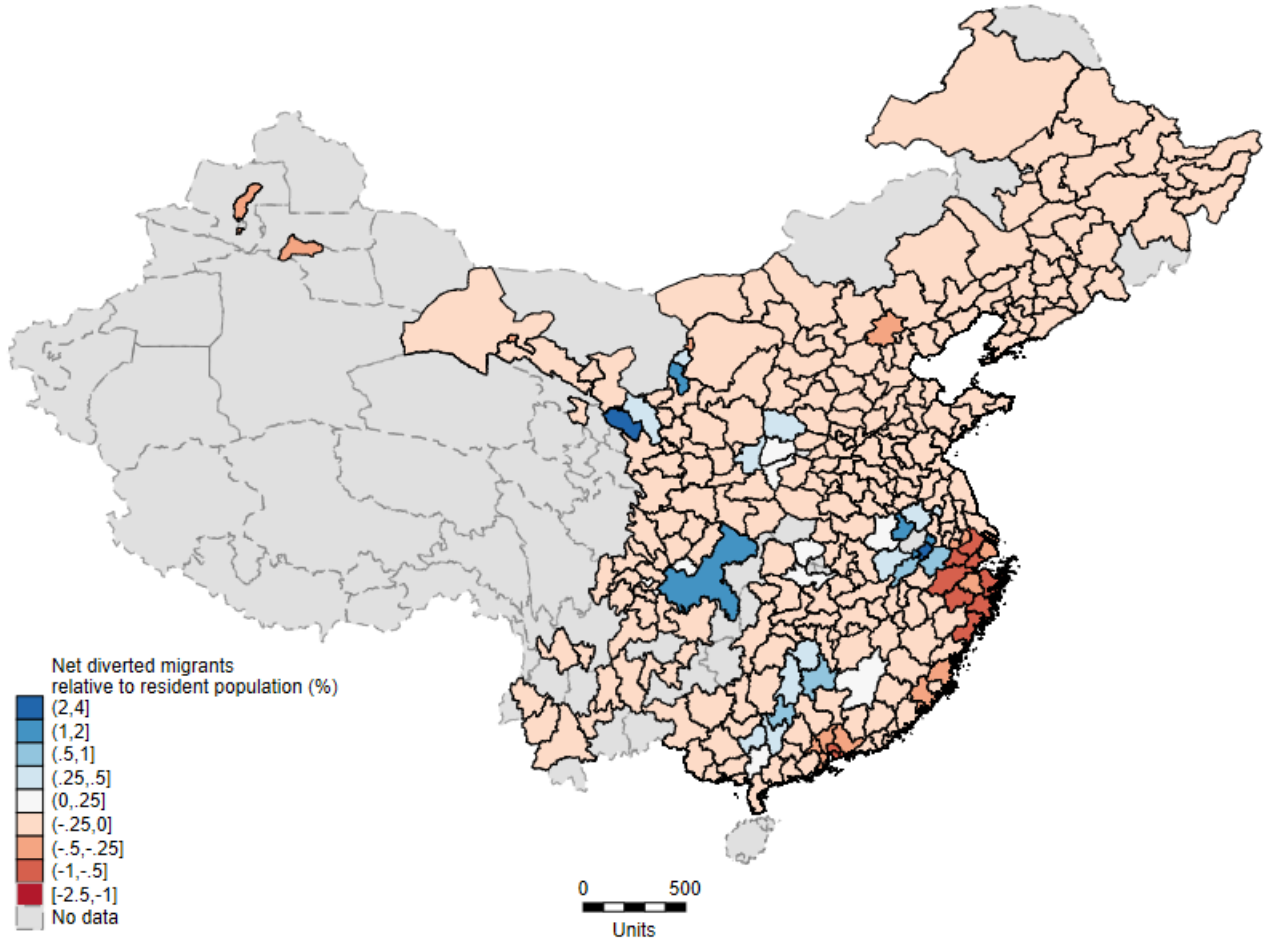 Net diverted migrants
relative to resident population (%)
(2,4]
(1,2]
(.5,1]
(.25,.5]
(0,.25]
(-.25,0]
(-.5,-.25]
(-1,-.5]
[-2.5,-1]
No data
0 500
Units